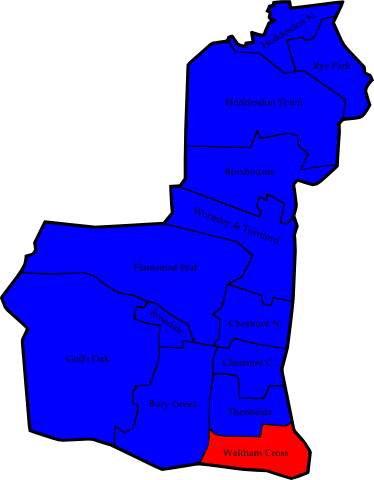 Hoddesdon N.
Rye Park
Hoddesdon Town
Broxbourne
Wormley & Turnford
Flamstead End
Rosedale
Cheshunt N.
Goffs Oak
Cheshunt C.
Bury Green
Theobalds
Waltham Cross